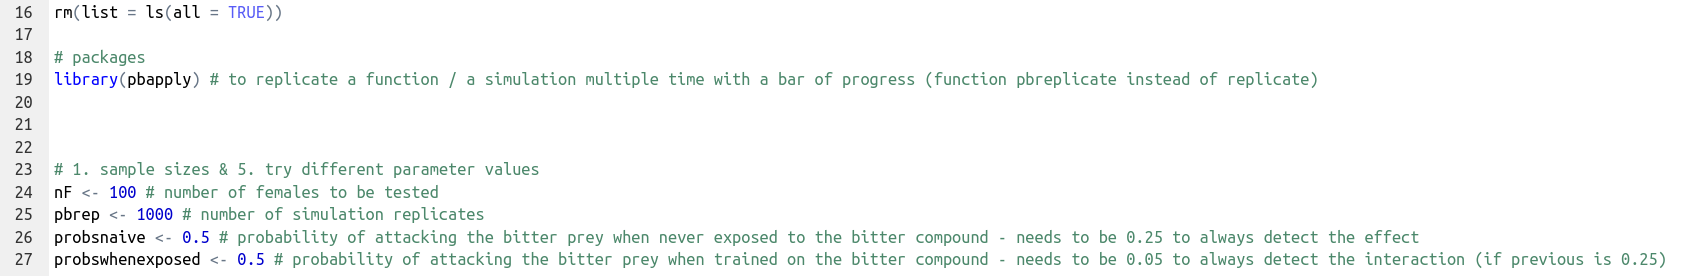 16 rm(list = ls(all = TRUE))
17
18 # packages
19 library(pbapply) # to replicate a function / a simulation multiple time with a bar of progress (function pbreplicate instead of replicate)
20
21
22
23 # 1. sample sizes & 5. try different parameter values
24 nF <- 100 # number of females to be tested
25 pbrep <- 1000 # number of simulation replicates
26 probsnaive <- 0.5 # probability of attacking the bitter prey when never exposed to the bitter compound - needs to be 0.25 to always detect the effect
27 probswhenexposed <- 0.5 # probability of attacking the bitter prey when trained on the bitter compound - needs to be 0.05 to always detect the interaction (if previous is 0.25)